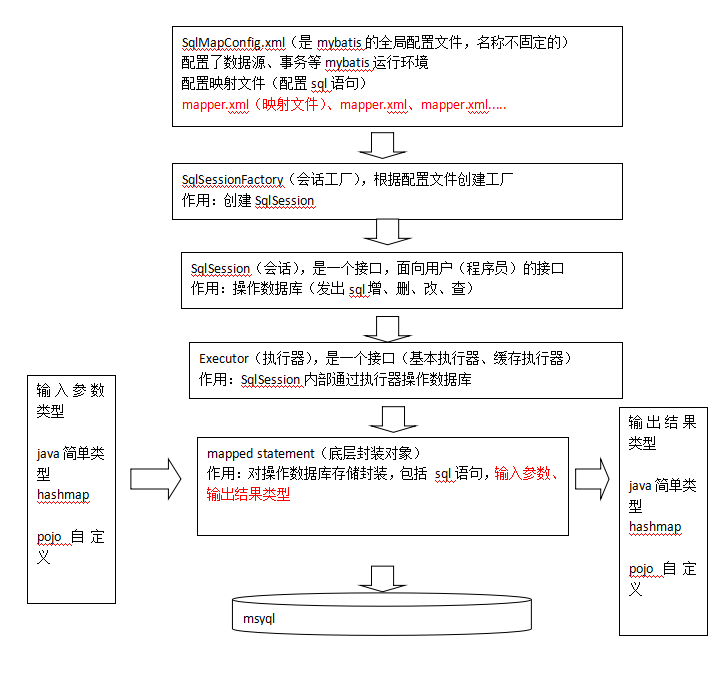 SqlMapConfig.xml（是 mybatis 的全局配置文件，名称不固定的）
配置了数据源、事务等 mybatis 运行环境
配置映射文件（配置 sql 语句）
mapper.xml（映射文件）、mapper.xml、mapper.xml.....
SqlSessionFactory（会话工厂），根据配置文件创建工厂
作用：创建 SqlSession
SqlSession（会话），是一个接口，面向用户（程序员）的接口
作用：操作数据库（发出 sql 增、删、改、查）
Executor（执行器），是一个接口（基本执行器、缓存执行器）
作用：SqlSession 内部通过执行器操作数据库
输入参数
类型
java 简单类
型
hashmap
pojo 自定
义
mapped statement（底层封装对象）
作用：对操作数据库存储封装，包括 sql 语句，输入参数、
输出结果类型
输出结果
类型
java 简单类
型
hashmap
pojo 自定
义
msyql